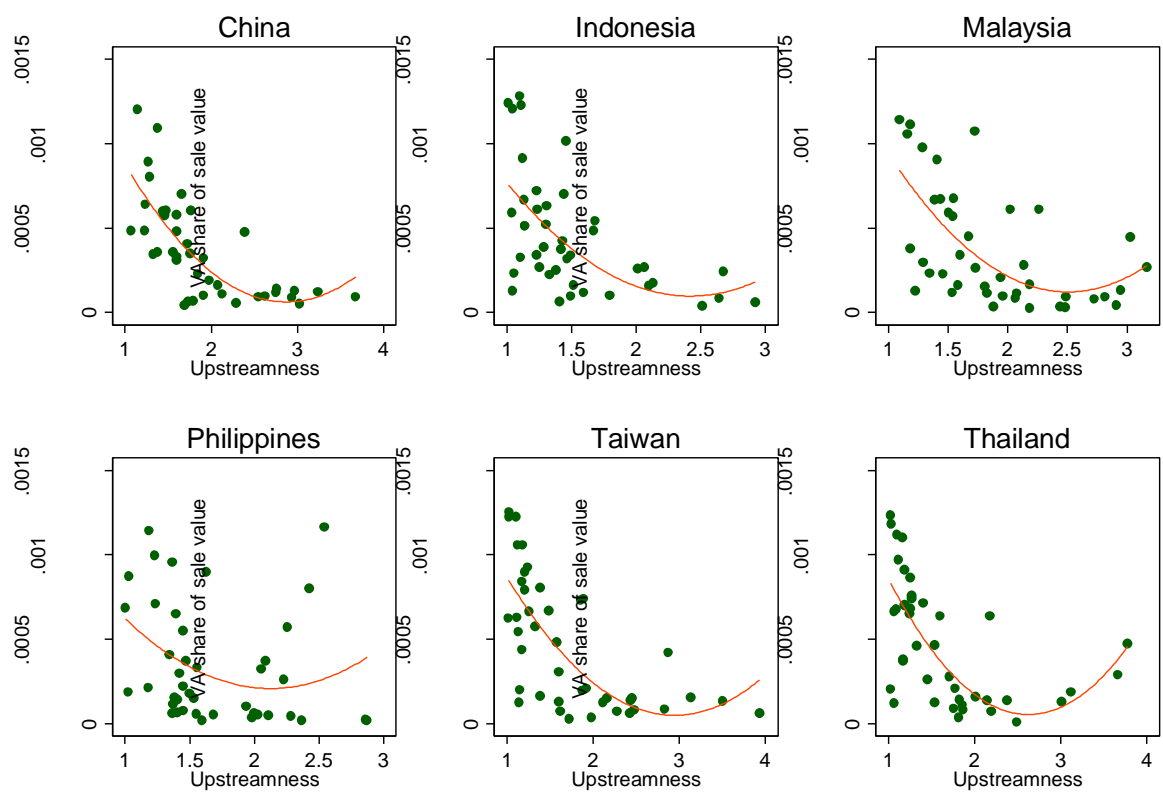 China
Indonesia
Malaysia
.0015
.0015
.0015
.001
VA share of sale value
.001
VA share of sale value
.001
.0005
.0005
.0005
0
0
0
1 2 3 4
1 1.5 2 2.5 3
1 1.5 2 2.5 3
Upstreamness
Upstreamness
Upstreamness
Philippines
Taiwan
Thailand
.0015
.0015
.0015
.001
VA share of sale value
.001
VA share of sale value
.001
.0005
.0005
.0005
0
0
0
1 1.5 2 2.5 3
1 2 3 4
1 2 3 4
Upstreamness
Upstreamness
Upstreamness